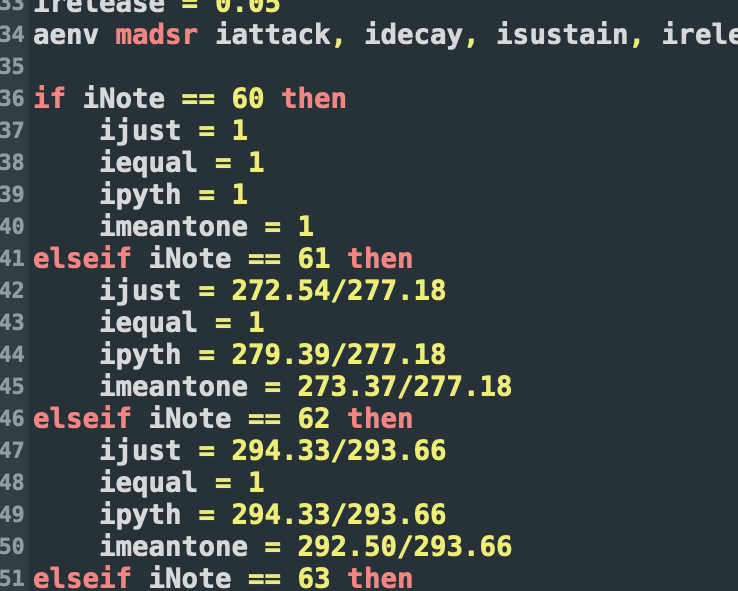 33 irelease = 0.05
34 aenv madsr iattack, idecay, isustain, irele
35
36 if iNote == 60 then
37 ijust = 1
38 iequal = 1
39 ipyth = 1
40 imeantone = 1
41 elseif iNote == 61 then
42 ijust = 272.54/277.18
43 iequal = 1
44 ipyth = 279.39/277.18
45 imeantone = 273.37/277.18
46 elseif iNote == 62 then
47 ijust = 294.33/293.66
48 iequal = 1
49 ipyth = 294.33/293.66
50 imeantone = 292.50/293.66
51 elseif iNote == 63 then